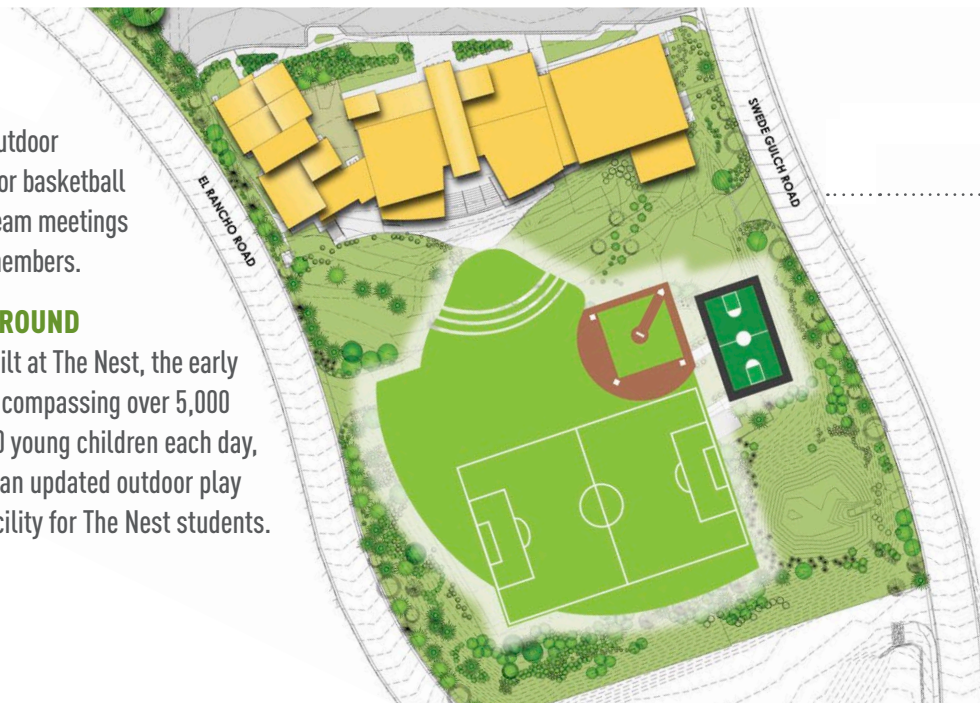 utdoor
or basketball
eam meetings
members.
ROUND
ilt at The Nest, the early
compassing over 5,000
0 young children each day,
an updated outdoor play
cility for The Nest students.
EL RANCHO ROAD
SWEDE GULCH ROAD